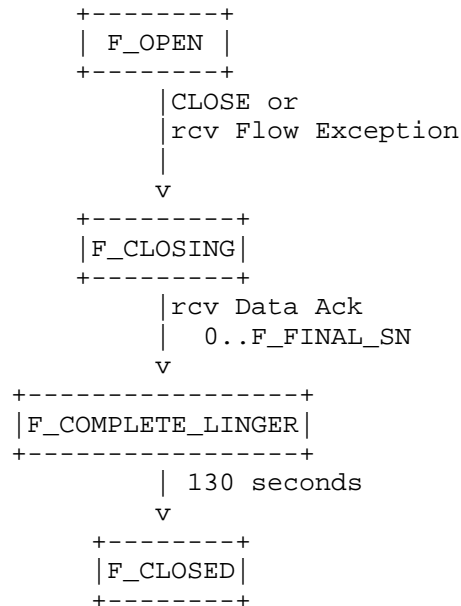 F_OPEN
CLOSE or
rcv Flow Exception
F_CLOSING
rcv Data Ack
0..F_FINAL_SN
F_COMPLETE_LINGER
130 seconds
F_CLOSED